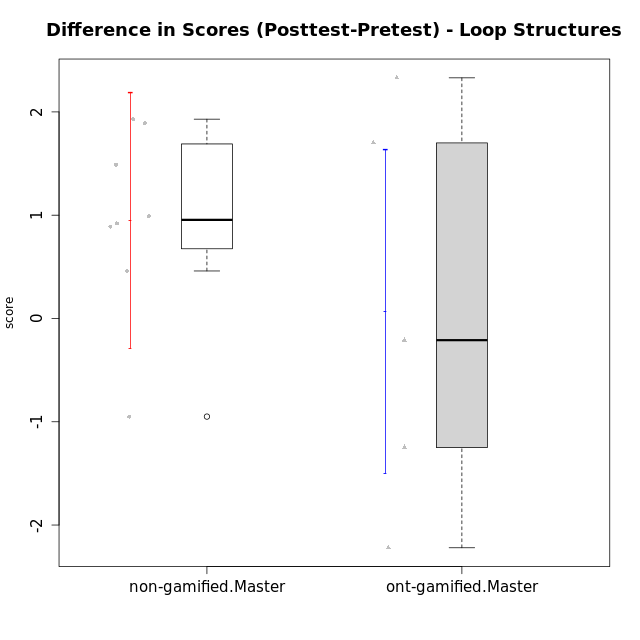 Difference in Scores (Posttest-Pretest) - Loop Structures
score
2
1
0
-1
-2
non-gamified.Master
ont-gamified.Master